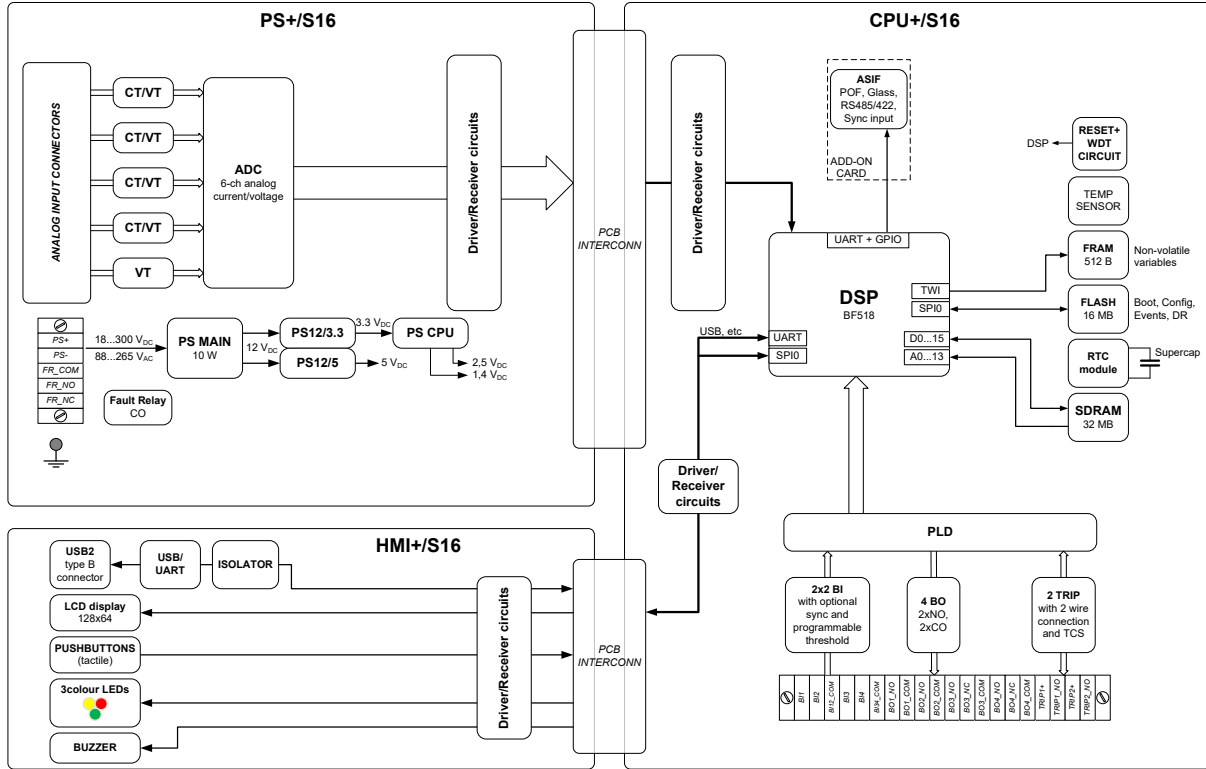 PS+/S16
CPU+/S16
ANALOG INPUT CONNECTORS
CT/VT
CT/VT
CT/VT
CT/VT
VT
ADC
6-ch analog
current/voltage
Driver/Receiver circuits
PCB
INTERCONN
Driver/Receiver circuits
ASIF
POF, Glass,
RS485/422,
Sync input
ADD-ON
CARD
DSP
RESET+
WDT
CIRCUIT
TEMP
SENSOR
FRAM
512 B
Non-volatile
variables
FLASH
16 MB
Boot, Config,
Events, DR
RTC
module
Supercap
SDRAM
32 MB
UART + GPIO
DSP
BF518
TWI
SPI0
D0...15
A0...13
UART
SPI0
USB, etc
PS+
PS-
FR_COM
FR_NO
FR_NC
18...300 VDC
88...265 VAC
PS MAIN
10 W
12 VDC
PS12/3.3
PS12/5
3.3 VDC
5 VDC
PS CPU
2,5 VDC
1,4 VDC
Fault Relay
CO
Driver/
Receiver
circuits
PLD
2x2 BI
with optional
sync and
programmable
threshold
4 BO
2xNO,
2xCO
2 TRIP
with 2 wire
connection
and TCS
BI1
BI2
BI12_COM
BI3
BI4
BI34_COM
BO1_NO
BO1_COM
BO2_NO
BO2_COM
BO3_NO
BO3_NC
BO3_COM
BO4_NO
BO4_NC
BO4_COM
TRIP1+
TRIP1_NO
TRIP2+
TRIP2_NO
HMI+/S16
USB2
type B
connector
USB/
UART
ISOLATOR
LCD display
128x64
PUSHBUTTONS
(tactile)
3colour LEDs
BUZZER
Driver/Receiver circuits
PCB
INTERCONN